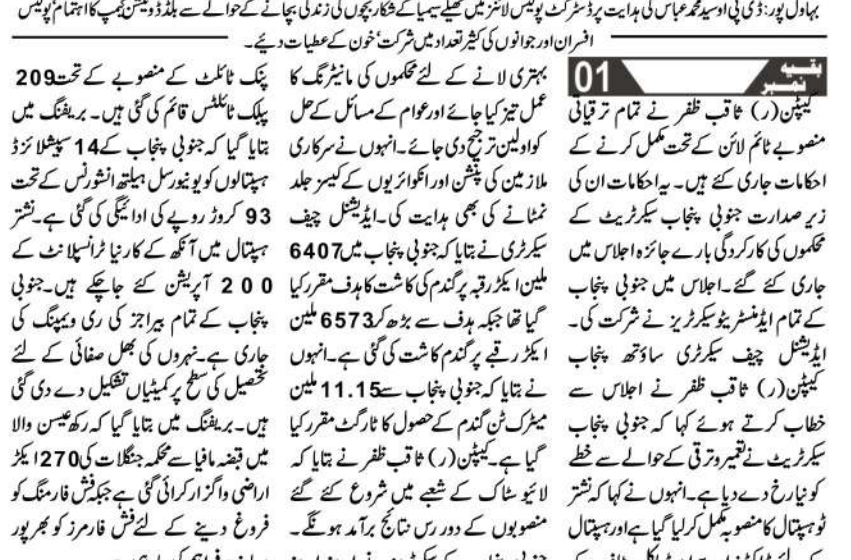 بہاول پور: ڈی پی او سید محمد عباس کی ہدایت پر ڈسٹرکٹ پولیس لائنز میں تھیلے سیمیا کے شکار بچوں کی زندگی بچانے کے حوالے سے بلڈ ڈونیشن کیمپ کا اہتمام پولیس
افسران اور جوانوں کی کثیر تعداد میں شرکت‘ خون کے عطیات دیئے۔
بقیہ نمبر 01
کیپٹن(ر) ثاقب ظفر نے تمام ترقیاتی
منصوبے ٹائم لائن کے تحت مکمل کرنے کے
احکامات جاری کئے ہیں۔ یہ احکامات ان کی
زیر صدارت جنوبی پنجاب سیکرٹریٹ کے
محکموں کی کارکردگی بارے جائزہ اجلاس میں
جاری کئے گئے۔ اجلاس میں جنوبی پنجاب
کے تمام ایڈمنسٹریٹو سیکرٹریز نے شرکت کی۔
ایڈیشنل چیف سیکرٹری ساؤتھ پنجاب
کیپٹن(ر) ثاقب ظفر نے اجلاس سے
خطاب کرتے ہوئے کہا کہ جنوبی پنجاب
سیکرٹریٹ نے تعمیر و ترقی کے حوالے سے خطے
کو نیا رخ دے دیا ہے۔ انہوں نے کہا کہ نشتر
ٹو ہسپتال کا منصوبہ مکمل کر لیا گیا ہے اور ہسپتال
بہتری لانے کے لئے محکموں کی مانیٹرنگ کا
عمل تیز کیا جائے اور عوام کے مسائل کے حل
کو اولین ترجیح دی جائے۔ انہوں نے سرکاری
ملازمین کی پنشن اور انکوائریوں کے کیسز جلد
نمٹانے کی بھی ہدایت کی۔ ایڈیشنل چیف
سیکرٹری نے بتایا کہ جنوبی پنجاب میں 6407
ملین ایکڑ رقبہ پر گندم کی کاشت کا ہدف مقرر کیا
گیا تھا جبکہ ہدف سے بڑھ کر 6573 ملین
ایکڑ رقبے پر گندم کاشت کی گئی ہے۔ انہوں
نے بتایا کہ جنوبی پنجاب سے 11.15 ملین
میٹرک ٹن گندم کے حصول کا ٹارگٹ مقرر کیا
گیا ہے۔ کیپٹن(ر) ثاقب ظفر نے بتایا کہ
لائیو سٹاک کے شعبے میں شروع کئے گئے
منصوبوں کے دور رس نتائج برآمد ہونگے۔
پنک ٹائلٹ کے منصوبے کے تحت 209
پبلک ٹائلٹس قائم کی گئی ہیں۔ بریفنگ میں
بتایا گیا کہ جنوبی پنجاب کے 14 سپیشلائزڈ
ہسپتالوں کو یونیورسل ہیلتھ انشورنس کے تحت
93 کروڑ روپے کی ادائیگی کی گئی ہے۔ نشتر
ہسپتال میں آنکھ کے کارنیا ٹرانسپلانٹ کے
200 آپریشن کئے جاچکے ہیں۔ جنوبی
پنجاب کے تمام بیراجز کی ری ویمپنگ کی
جاری ہے۔ نہروں کی بھل صفائی کے لئے
تحصیل کی سطح پر کمیٹیاں تشکیل دے دی گئی
ہیں۔ بریفنگ میں بتایا گیا کہ رکھ عیسن والا
میں قبضہ مافیا سے محکمہ جنگلات کی 270 ایکڑ
اراضی واگزار کرائی گئی ہے جبکہ فش فارمنگ کو
فروغ دینے کے لئے فش فارمرز کو بھرپور